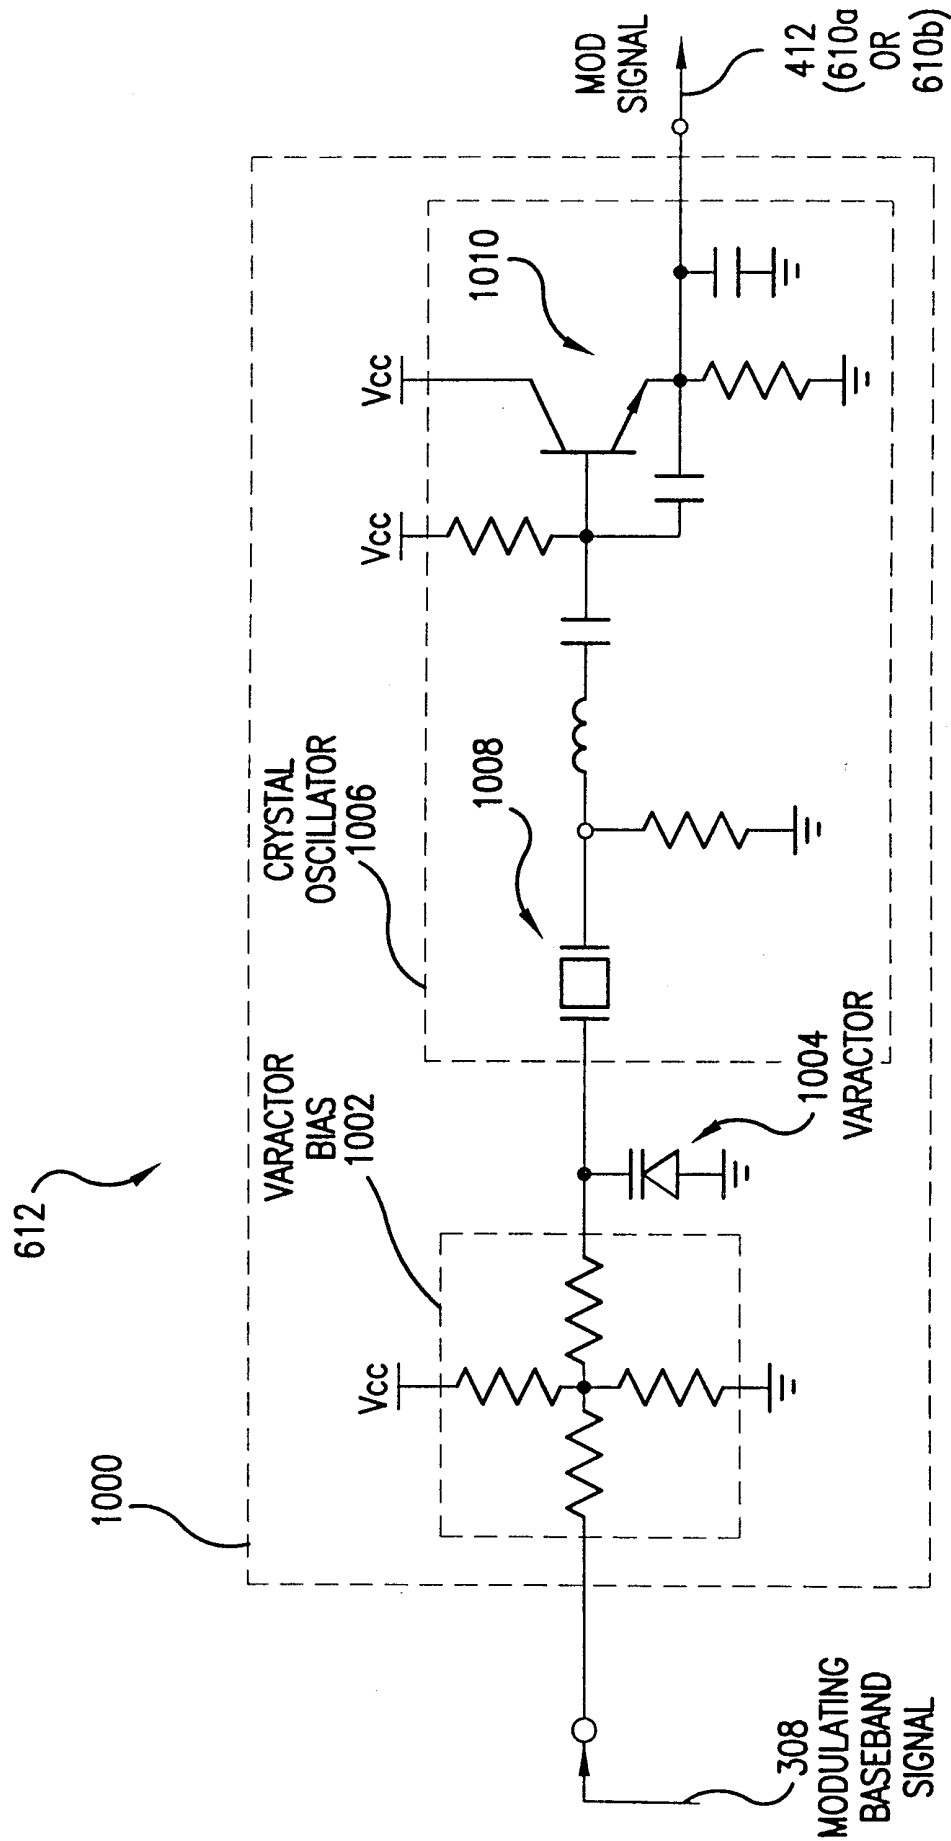 612
1000
VARACTOR
BIAS
1002
CRYSTAL
OSCILLATOR
1006
Vcc
1008
Vcc
Vcc
1010
MOD
SIGNAL
412
(610a
OR
610b)
1004
VARACTOR
308
MODULATING
BASEBAND
SIGNAL